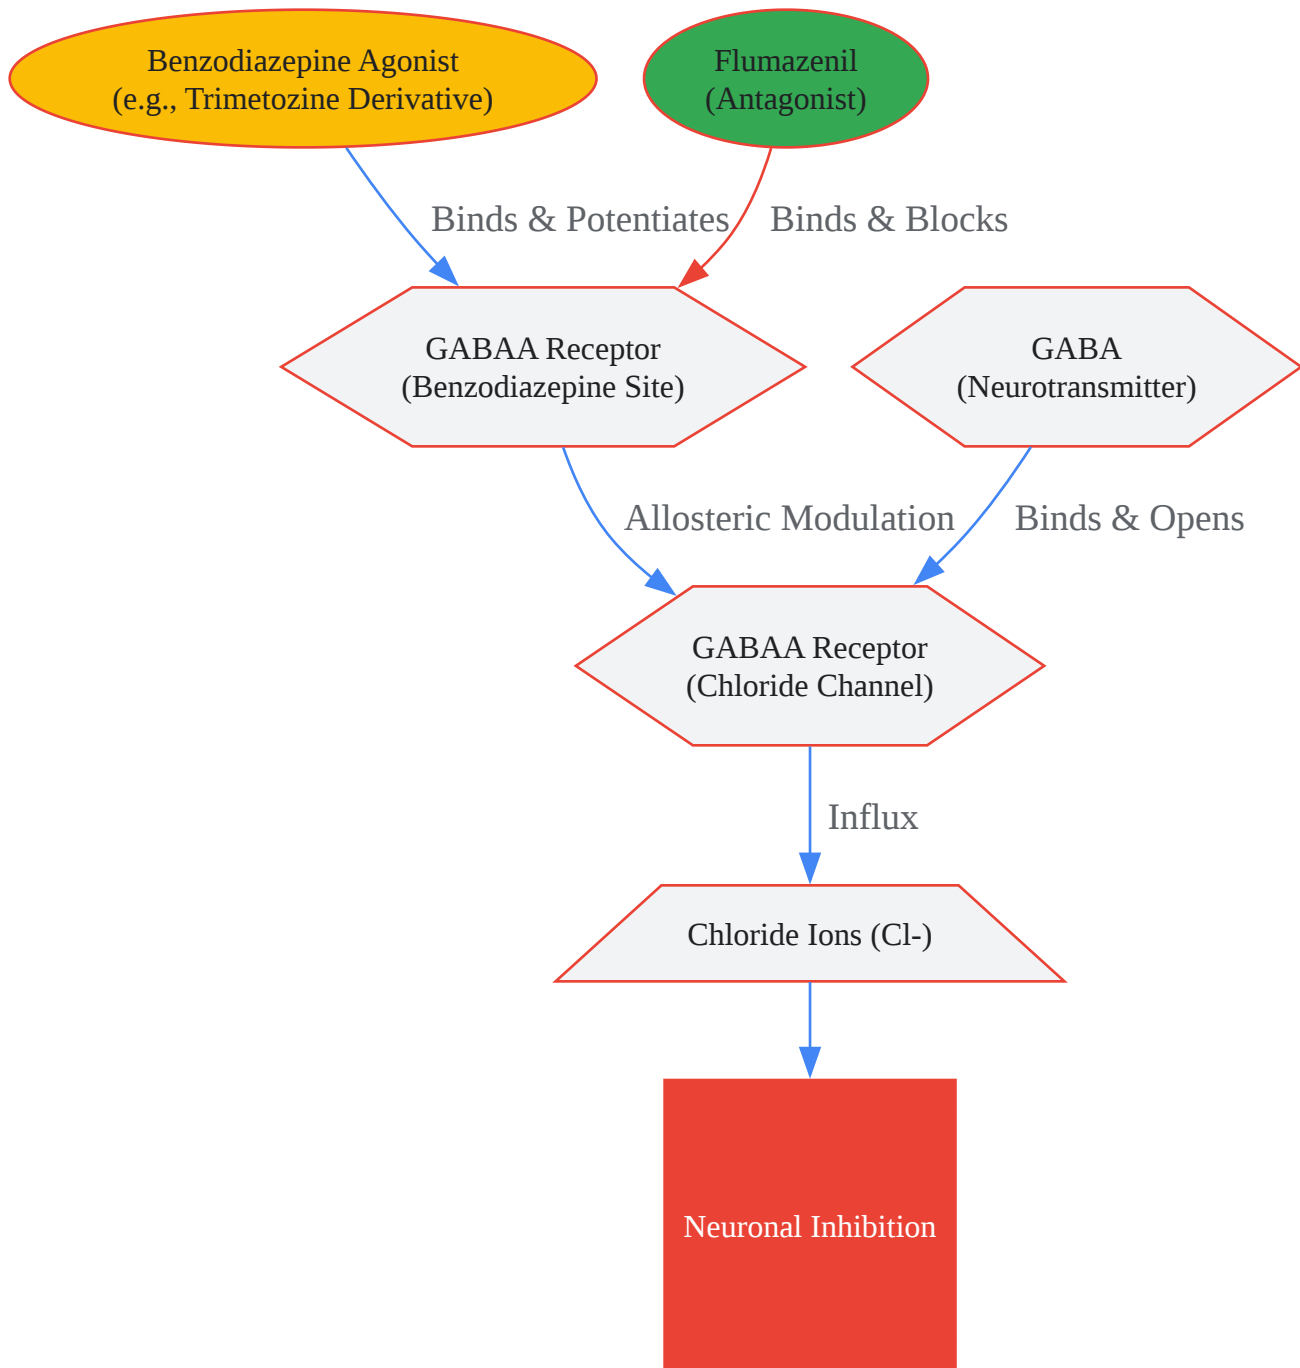 Benzodiazepine Agonist
(e.g., Trimetozine Derivative)
Flumazenil
(Antagonist)
Binds & Potentiates
Binds & Blocks
GABAA Receptor
(Benzodiazepine Site)
GABA
(Neurotransmitter)
Allosteric Modulation
Binds & Opens
GABAA Receptor
(Chloride Channel)
Influx
Chloride Ions (Cl-)
Neuronal Inhibition